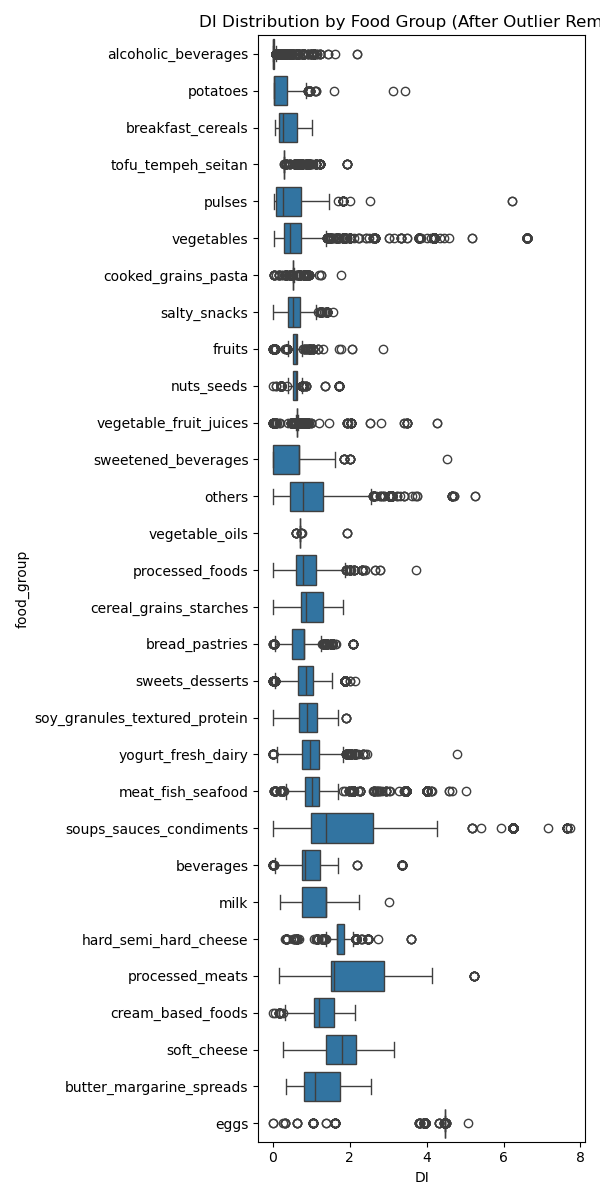 DI Distribution by Food Group (After Outlier Rem
alcoholic_beverages
potatoes
breakfast_cereals
tofu_tempeh_seitan
pulses
vegetables
cooked_grains_pasta
salty_snacks
fruits
nuts_seeds
vegetable_fruit_juices
sweetened_beverages
others
vegetable_oils
processed_foods
cereal_grains_starches
bread_pastries
sweets_desserts
soy_granules_textured_protein
yogurt_fresh_dairy
meat_fish_seafood
soups_sauces_condiments
beverages
milk
hard_semi_hard_cheese
processed_meats
cream_based_foods
soft_cheese
butter_margarine_spreads
eggs
food_group
0 2 4 6 8
DI